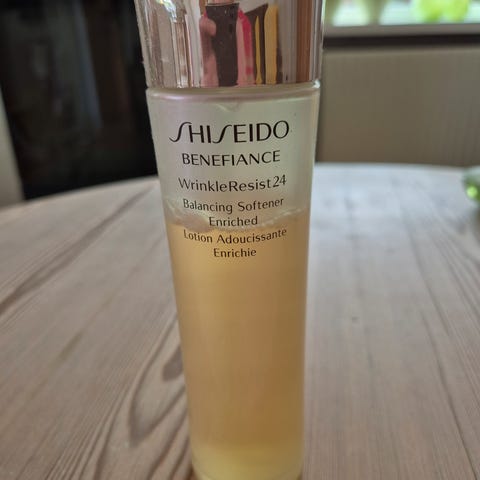 SHISEIDO
BENEFIANCE
WrinkleResist24
Balancing Softener
Enriched
Lotion Adoucissante
Enrichie